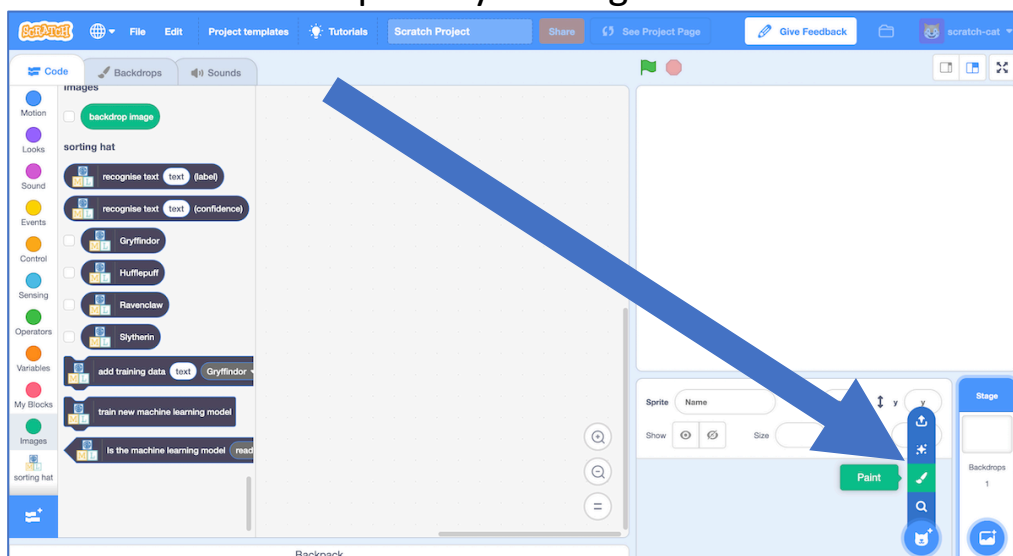 SCRATCH File Edit Project templates Tutorials Scratch Project Share See Project Page Give Feedback scratch-cat
Code Backdrops Sounds
Images
Motion
backdrop image
Looks
sorting hat
Sound
recognise text text (label)
Events
recognise text text (confidence)
Control
Gryffindor
Sensing
Hufflepuff
Operators
Ravenclaw
Variables
Slytherin
My Blocks
add training data text Gryffindor
Images
train new machine learning model
sorting hat
Is the machine learning model read
Sprite Name y y
Show Size
Paint
Stage
Backdrops
1
Backpack